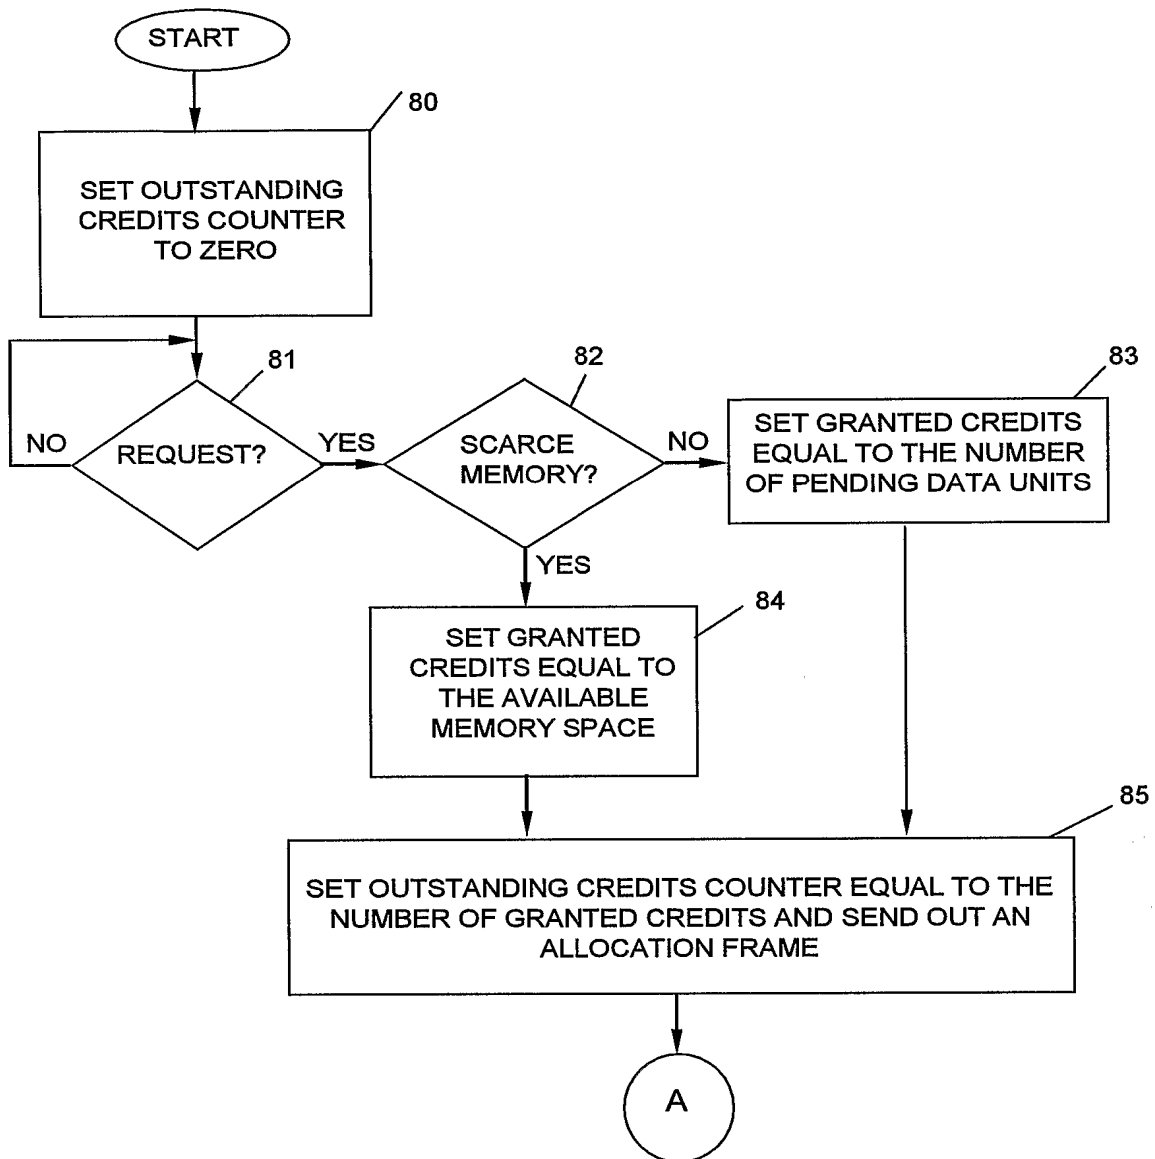 START
80
SET OUTSTANDING
CREDITS COUNTER
TO ZERO
81
82
83
NO
REQUEST?
YES
SCARCE
MEMORY?
NO
SET GRANTED CREDITS
EQUAL TO THE NUMBER
OF PENDING DATA UNITS
YES
84
SET GRANTED
CREDITS EQUAL TO
THE AVAILABLE
MEMORY SPACE
85
SET OUTSTANDING CREDITS COUNTER EQUAL TO THE
NUMBER OF GRANTED CREDITS AND SEND OUT AN
ALLOCATION FRAME
A